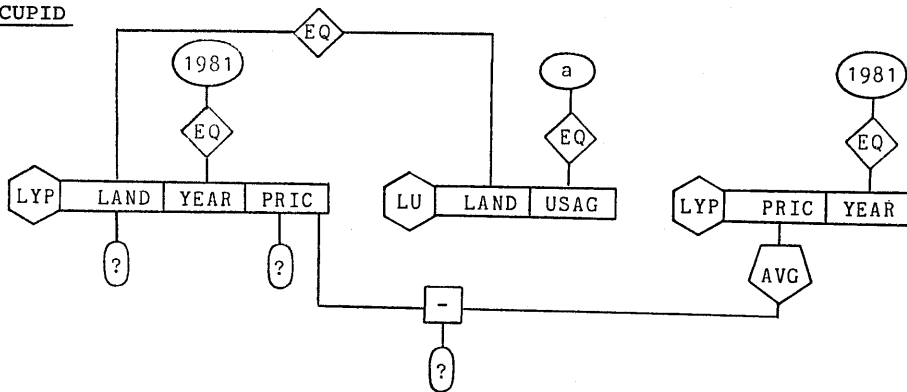 CUPID
EQ
1981
a
1981
EQ
EQ
EQ
LYP LAND YEAR PRIC
LU LAND USAG
LYP PRIC YEAR
? ?
AVG
-
?